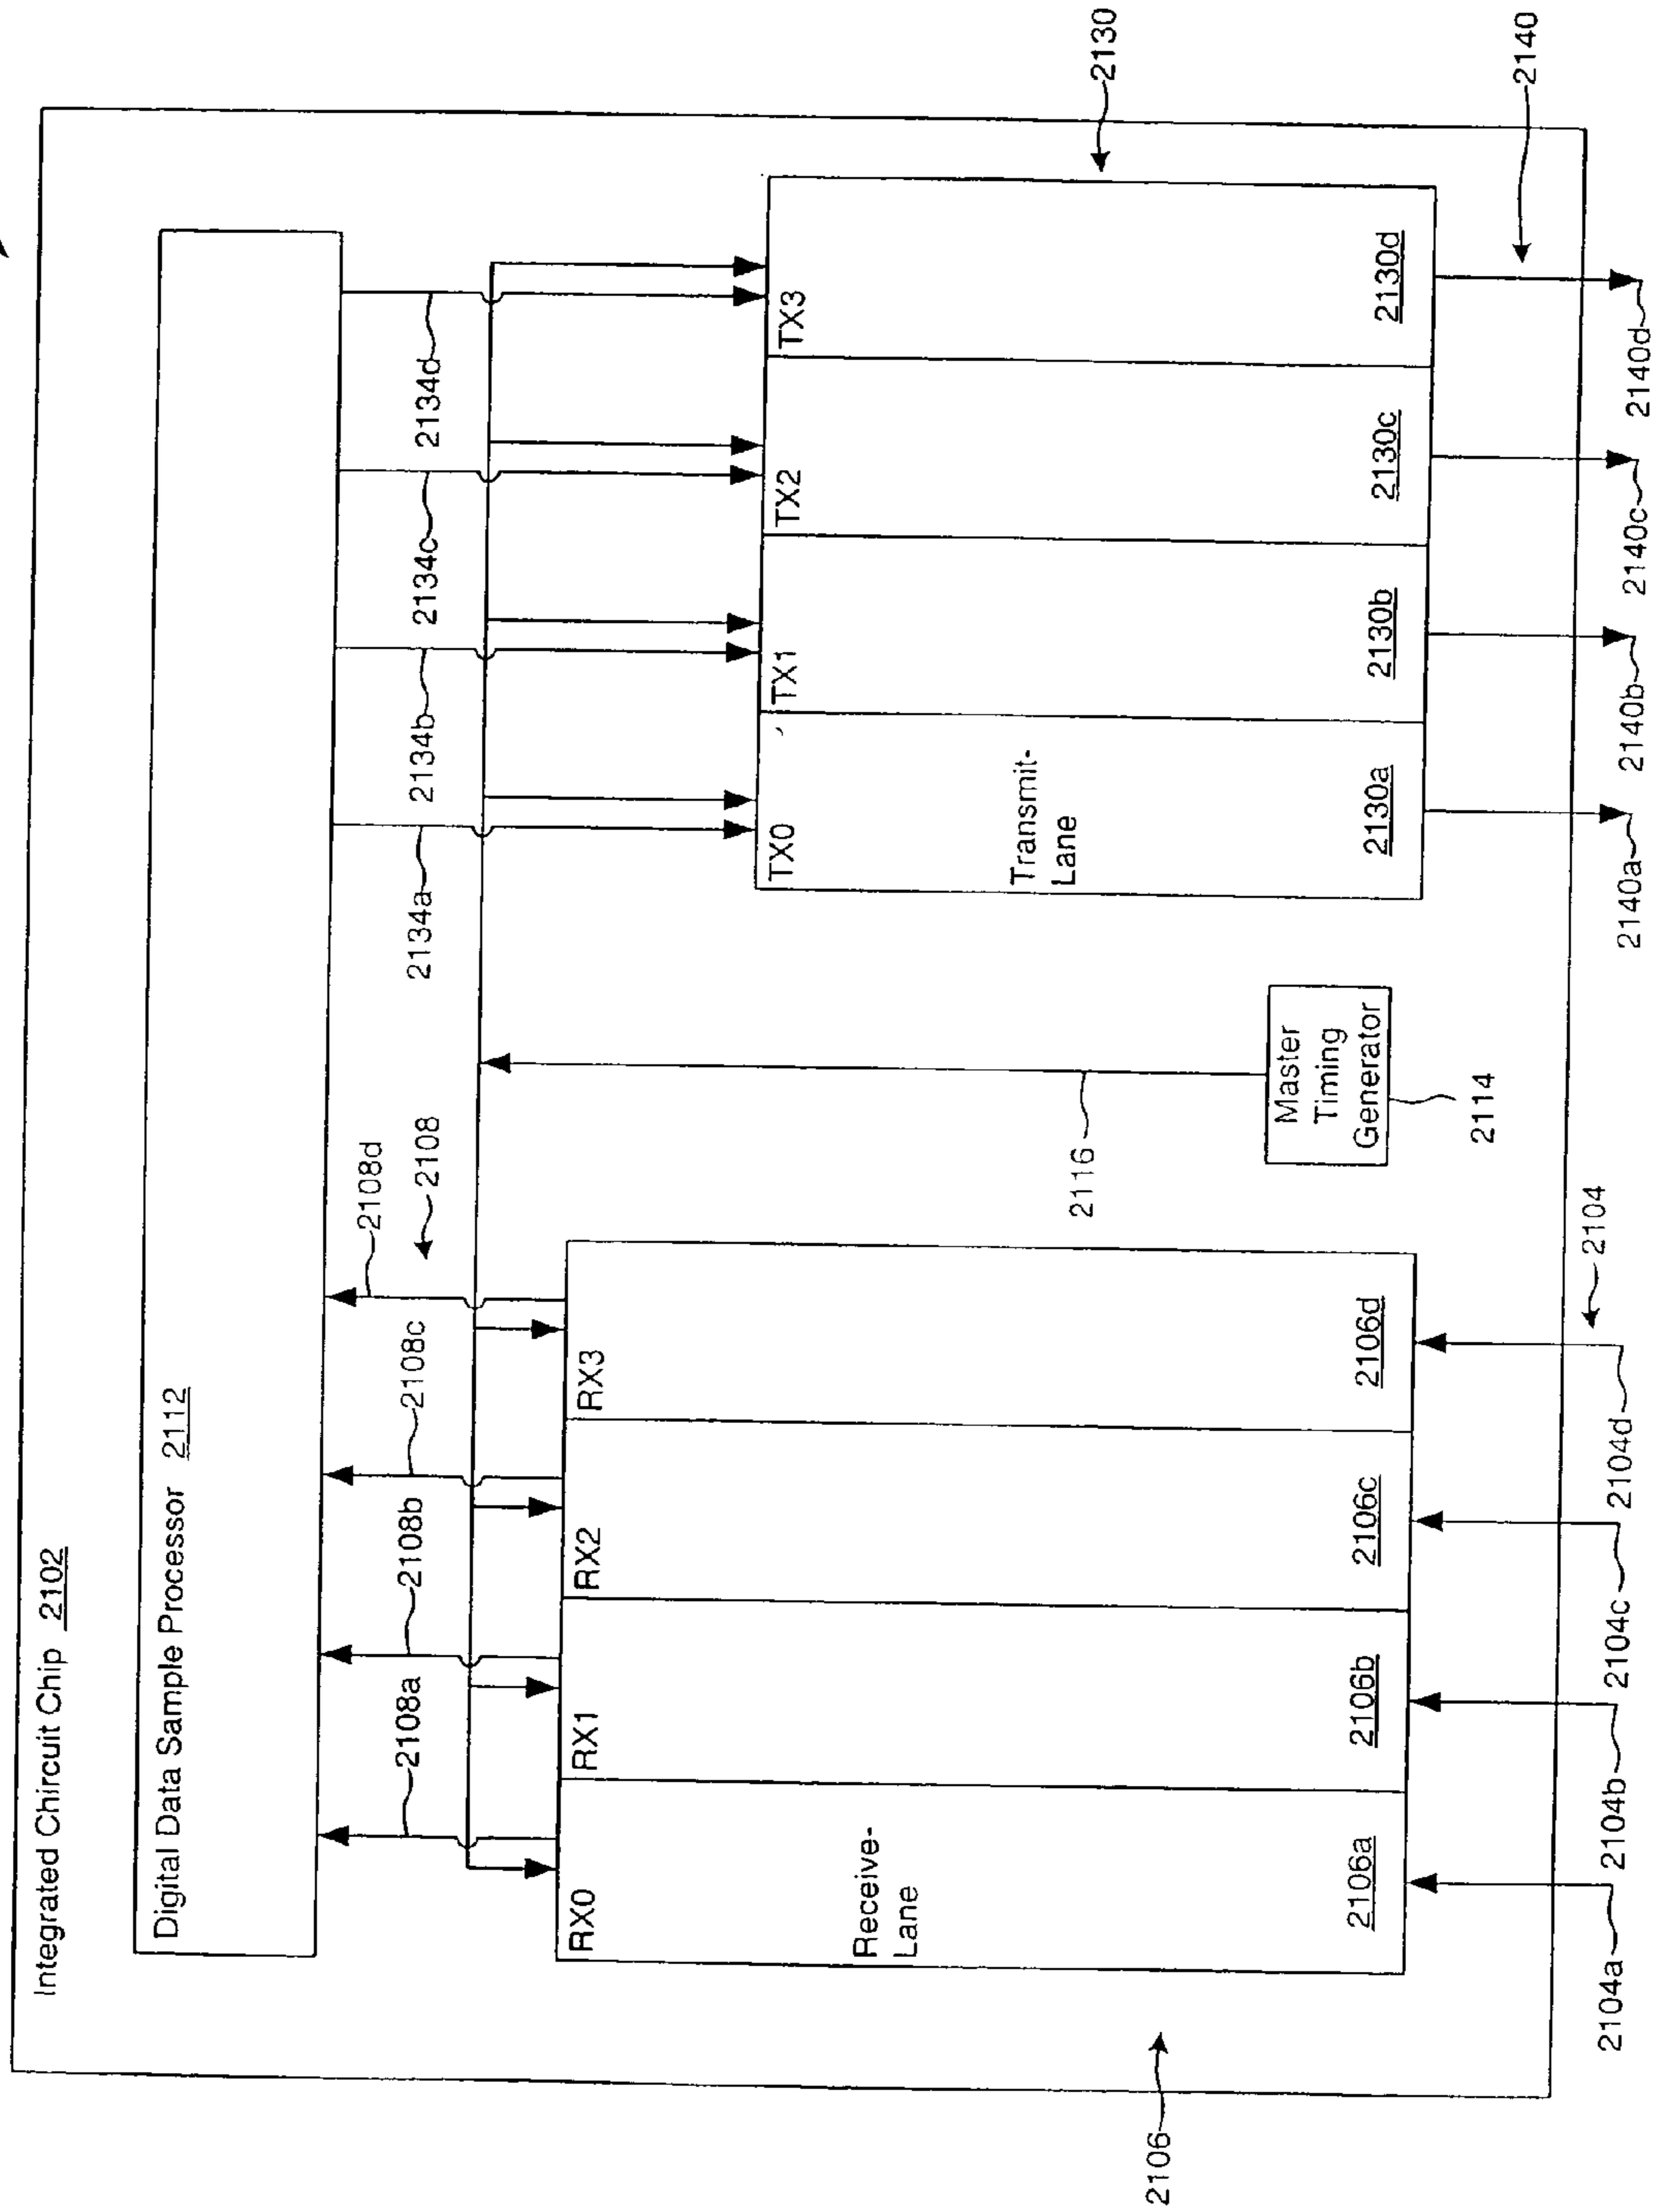 Integrated Chircuit Chip 2102
Digital Data Sample Processor 2112
2108a
2108b
2108c
2108d
2108
2134a
2134b
2134c
2134d
RX0
RX1
RX2
RX3
TX0
TX1
TX2
TX3
Receive-
Lane
Transmit-
Lane
2106
2130
2116
Master
Timing
Generator
2114
2106a
2106b
2106c
2106d
2130a
2130b
2130c
2130d
2104
2140
2104a
2104b
2104c
2104d
2140a
2140b
2140c
2140d